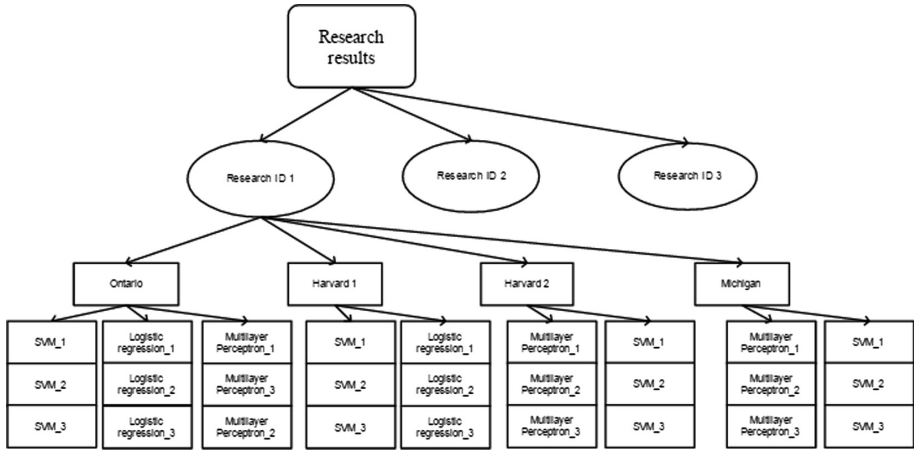 Research
results
Research ID 1
Research ID 2
Research ID 3
Ontario
Harvard 1
Harvard 2
Michigan
SVM_1
Logistic
regression_1
Multilayer
Perceptron_1
SVM_1
Logistic
regression_1
Multilayer
Perceptron_1
SVM_1
Multilayer
Perceptron_1
SVM_1
SVM_2
Logistic
regression_2
Multilayer
Perceptron_3
SVM_2
Logistic
regression_2
Multilayer
Perceptron_2
SVM_2
Multilayer
Perceptron_2
SVM_2
SVM_3
Logistic
regression_3
Multilayer
Perceptron_2
SVM_3
Logistic
regression_3
Multilayer
Perceptron_3
SVM_3
Multilayer
Perceptron_3
SVM_3